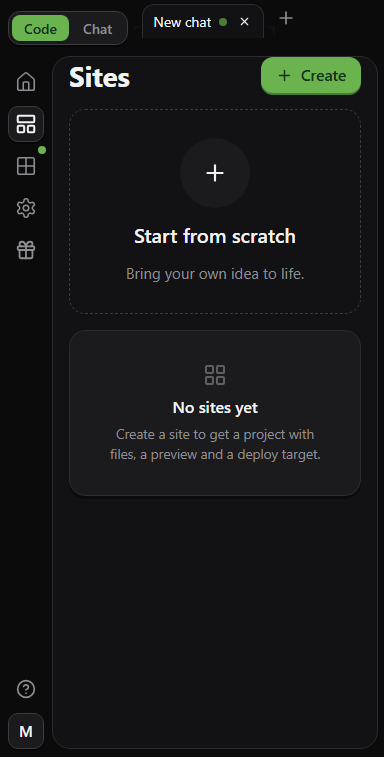 Code
Chat
New chat
Sites
Create
Start from scratch
Bring your own idea to life.
No sites yet
Create a site to get a project with
files, a preview and a deploy target.
M